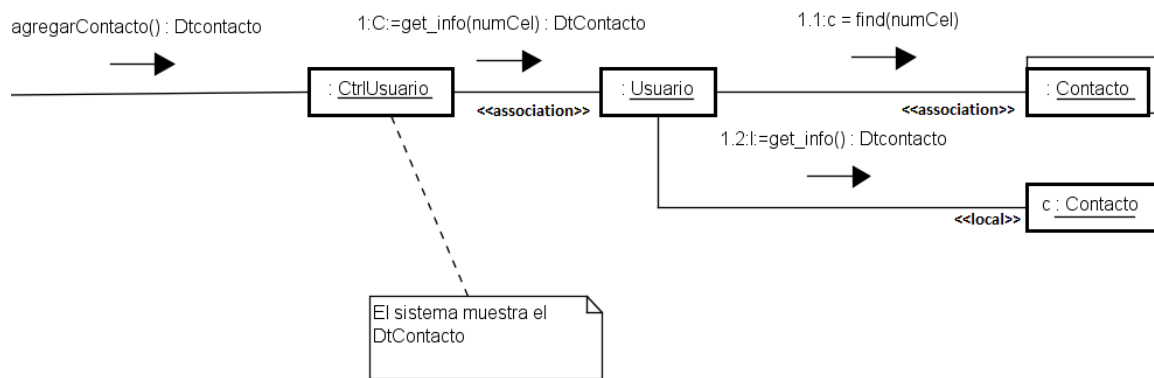 agregarContacto() : Dtcontacto
1:C:=get_info(numCel) : DtContacto
1.1:c = find(numCel)
: CtrlUsuario
: Usuario
: Contacto
<<association>>
<<association>>
1.2:I:=get_info() : Dtcontacto
c : Contacto
<<local>>
El sistema muestra el
DtContacto